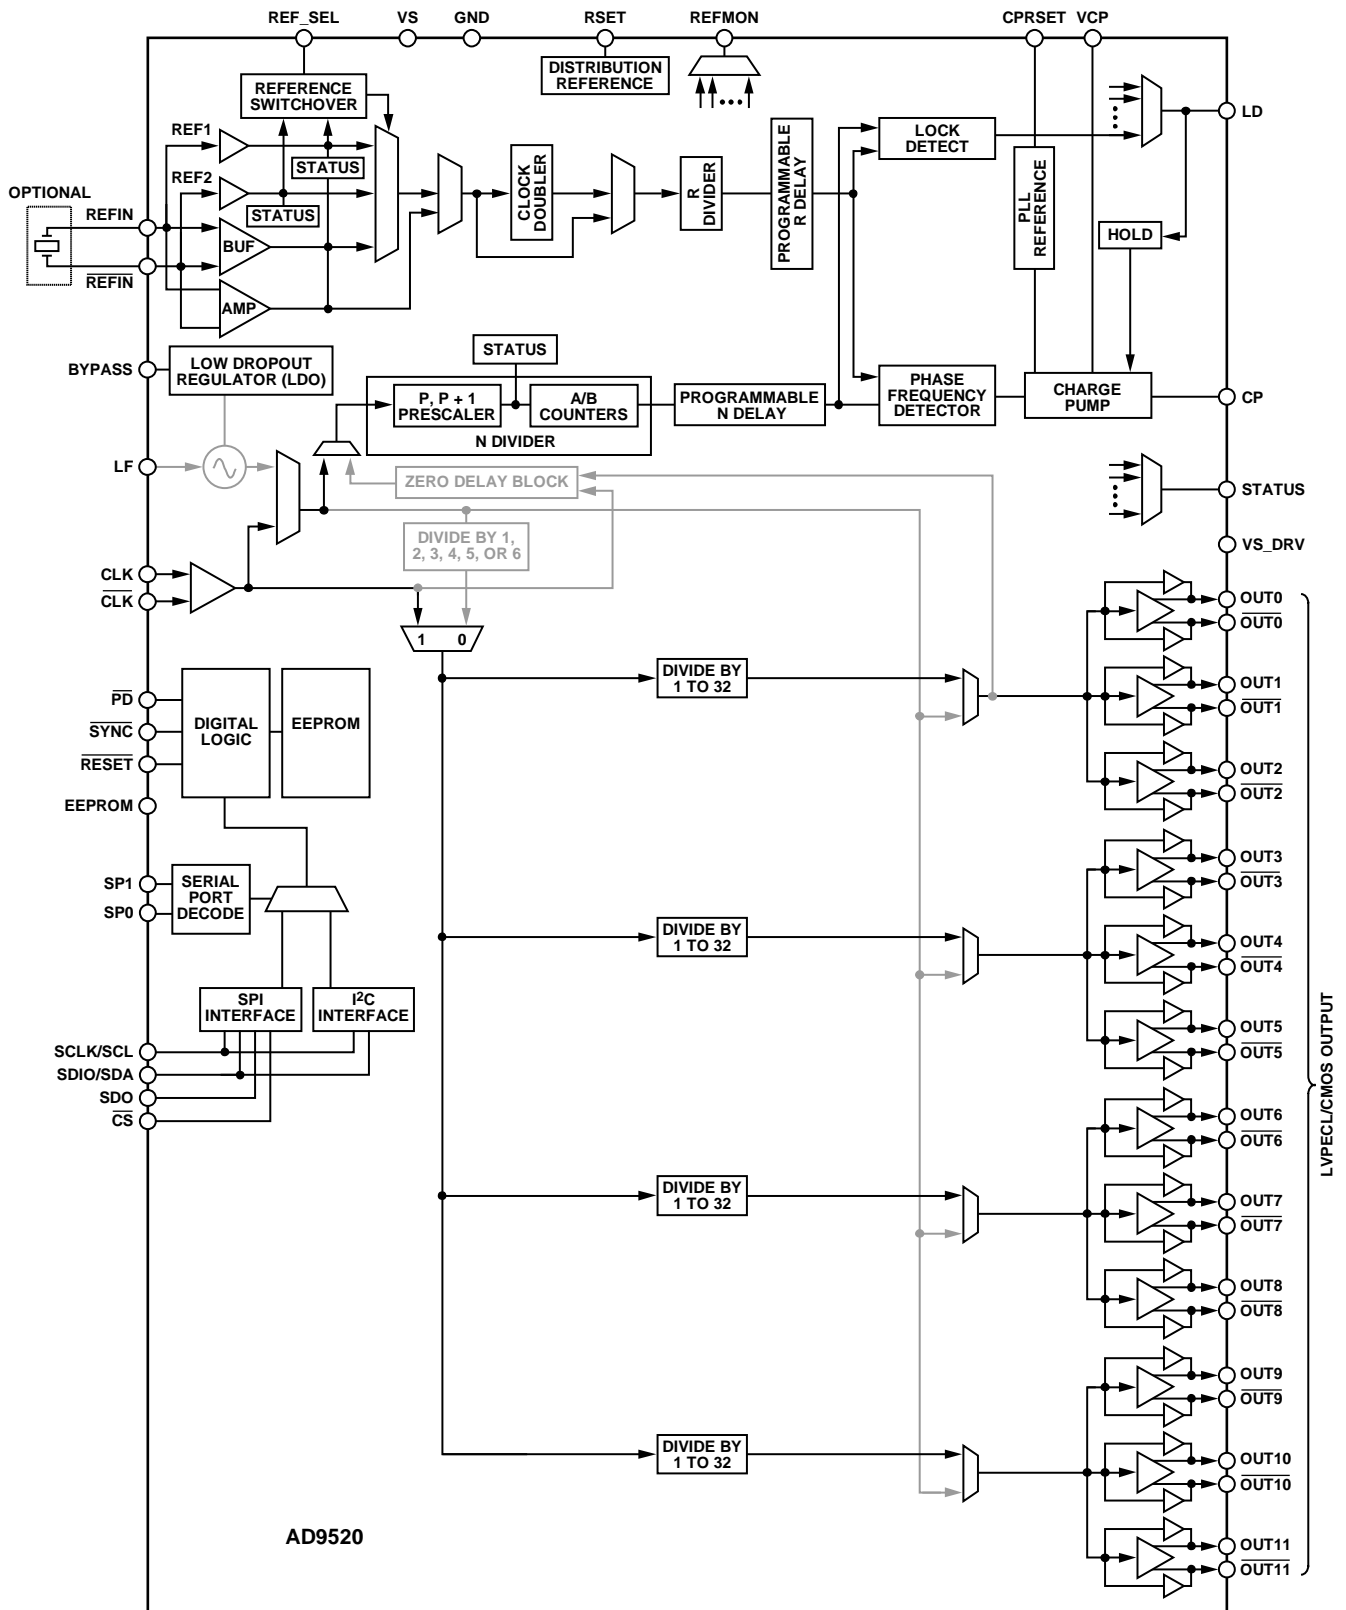 REF_SEL VS GND RSET REFMON CPRSET VCP
DISTRIBUTION
REFERENCE
REFERENCE
SWITCHOVER
LD
REF1
STATUS
REF2
STATUS
CLOCK
DOUBLER
R
DIVIDER
PROGRAMMABLE
R DELAY
LOCK
DETECT
PLL
REFERENCE
HOLD
OPTIONAL
REFIN
REFIN
BUF
AMP
BYPASS
LOW DROPOUT
REGULATOR (LDO)
STATUS
P, P + 1
PRESCALER
A/B
COUNTERS
N DIVIDER
PROGRAMMABLE
N DELAY
PHASE
FREQUENCY
DETECTOR
CHARGE
PUMP
CP
LF
ZERO DELAY BLOCK
STATUS
DIVIDE BY 1,
2, 3, 4, 5, OR 6
VS_DRV
CLK
CLK
1 0
OUT0
OUT0
DIVIDE BY
1 TO 32
OUT1
OUT1
PD
SYNC
RESET
DIGITAL
LOGIC
EEPROM
OUT2
OUT2
EEPROM
SP1
SP0
SERIAL
PORT
DECODE
OUT3
OUT3
DIVIDE BY
1 TO 32
OUT4
OUT4
SPI
INTERFACE
I2C
INTERFACE
OUT5
OUT5
SCLK/SCL
SDIO/SDA
SDO
CS
LVPECL/CMOS OUTPUT
OUT6
OUT6
DIVIDE BY
1 TO 32
OUT7
OUT7
OUT8
OUT8
OUT9
OUT9
DIVIDE BY
1 TO 32
OUT10
OUT10
AD9520
OUT11
OUT11